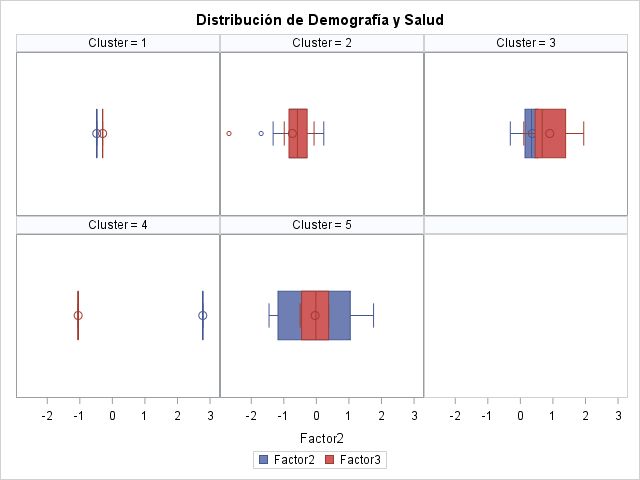 Distribución de Demografía y Salud
Cluster = 1
Cluster = 2
Cluster = 3
Cluster = 4
Cluster = 5
-2 -1 0 1 2 3 -2 -1 0 1 2 3 -2 -1 0 1 2 3
Factor2
Factor2 Factor3